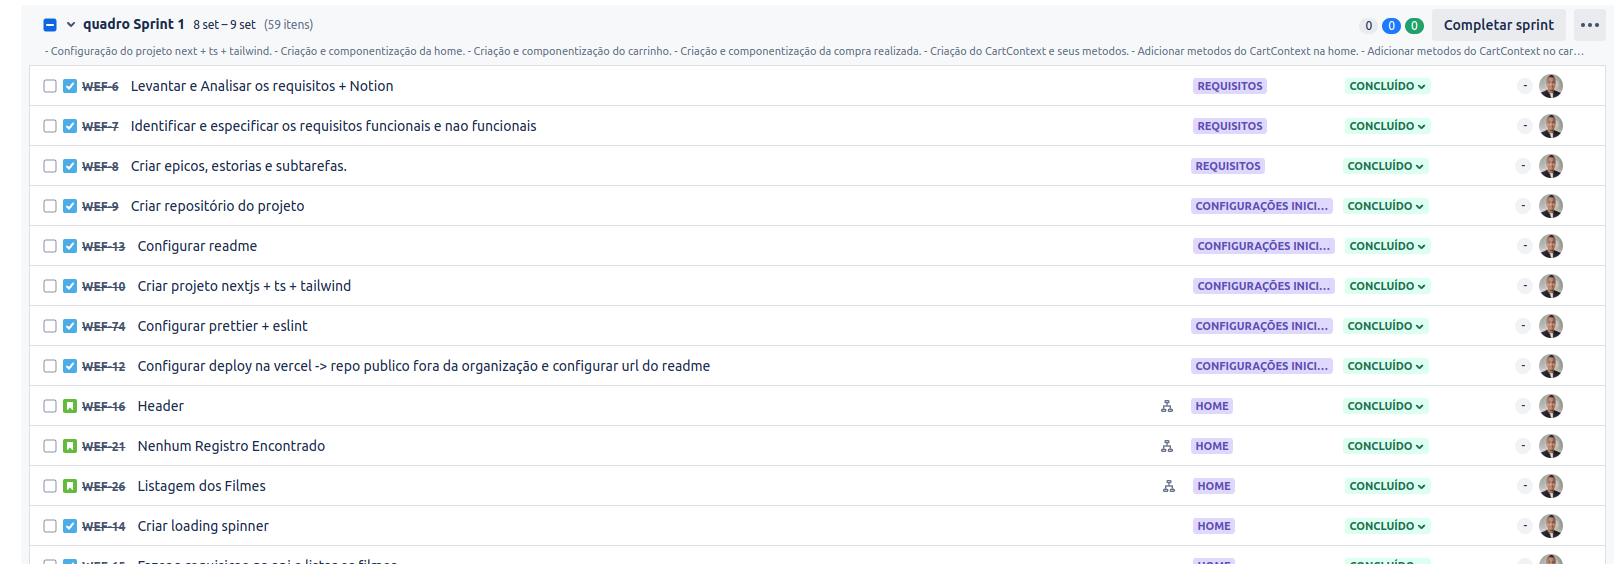 quadro Sprint 1 8 set – 9 set (59 itens) 0 0 0 Completar sprint
- Configuração do projeto next + ts + tailwind. - Criação e componentização da home. - Criação e componentização do carrinho. - Criação e componentização da compra realizada. - Criação do CartContext e seus metodos. - Adicionar metodos do CartContext na home. - Adicionar metodos do CartContext no car...
WEF-6 Levantar e Analisar os requisitos + Notion REQUISITOS CONCLUÍDO -
WEF-7 Identificar e especificar os requisitos funcionais e nao funcionais REQUISITOS CONCLUÍDO -
WEF-8 Criar epicos, estorias e subtarefas. REQUISITOS CONCLUÍDO -
WEF-9 Criar repositório do projeto CONFIGURAÇÕES INICI... CONCLUÍDO -
WEF-13 Configurar readme CONFIGURAÇÕES INICI... CONCLUÍDO -
WEF-10 Criar projeto nextjs + ts + tailwind CONFIGURAÇÕES INICI... CONCLUÍDO -
WEF-74 Configurar prettier + eslint CONFIGURAÇÕES INICI... CONCLUÍDO -
WEF-12 Configurar deploy na vercel -> repo publico fora da organização e configurar url do readme CONFIGURAÇÕES INICI... CONCLUÍDO -
WEF-16 Header HOME CONCLUÍDO -
WEF-21 Nenhum Registro Encontrado HOME CONCLUÍDO -
WEF-26 Listagem dos Filmes HOME CONCLUÍDO -
WEF-14 Criar loading spinner HOME CONCLUÍDO -